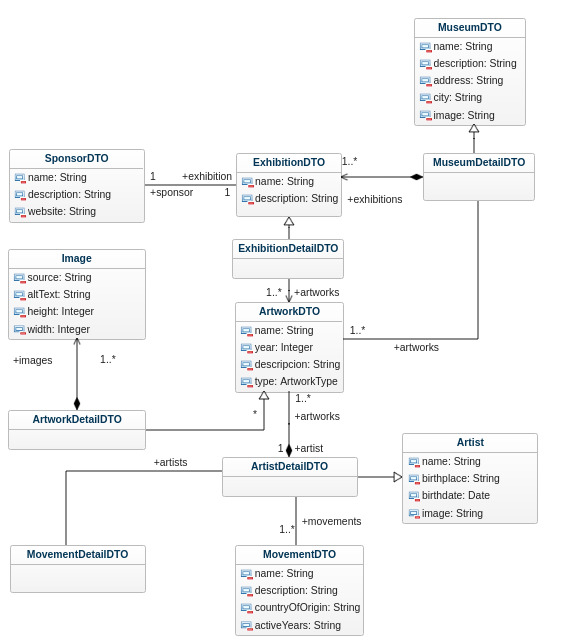 MuseumDTO
name: String
description: String
address: String
city: String
image: String
SponsorDTO
name: String
description: String
website: String
1
+exhibition
+sponsor
1
ExhibitionDTO
name: String
description: String
1..*
+exhibitions
MuseumDetailDTO
ExhibitionDetailDTO
1..*
+artworks
Image
source: String
altText: String
height: Integer
width: Integer
ArtworkDTO
name: String
year: Integer
descripcion: String
type: ArtworkType
1..*
+artworks
+images
1..*
ArtworkDetailDTO
*
1..*
+artworks
1
+artist
+artists
ArtistDetailDTO
Artist
name: String
birthplace: String
birthdate: Date
image: String
+movements
1..*
MovementDetailDTO
MovementDTO
name: String
description: String
countryOfOrigin: String
activeYears: String